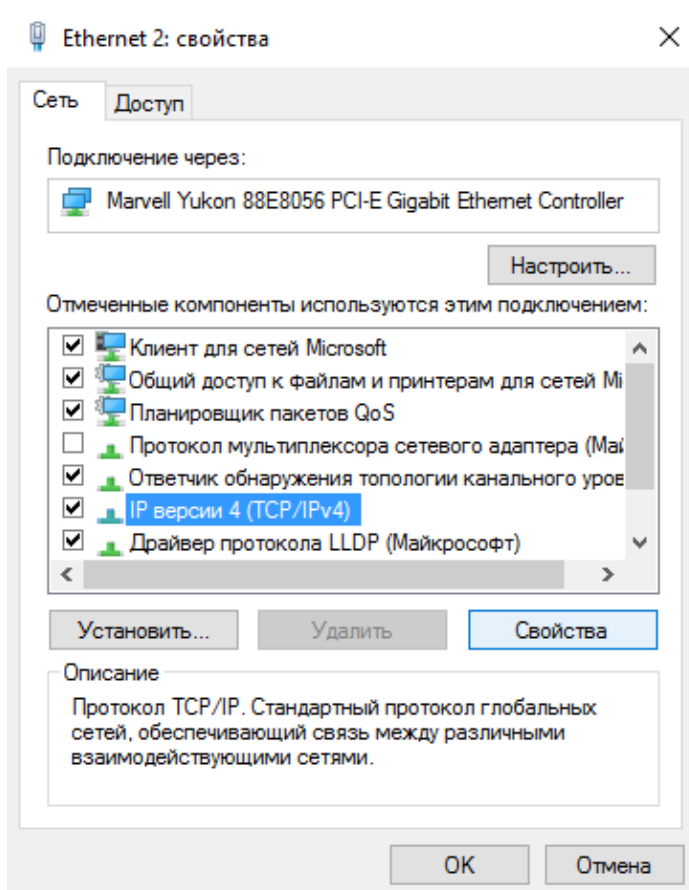 Ethernet 2: свойства
Сеть
Доступ
Подключение через:
Marvell Yukon 88E8056 PCI-E Gigabit Ethernet Controller
Настроить...
Отмеченные компоненты используются этим подключением:
Клиент для сетей Microsoft
Общий доступ к файлам и принтерам для сетей Mi
Планировщик пакетов QoS
Протокол мультиплексора сетевого адаптера (Май
Ответчик обнаружения топологии канального уров
IP версии 4 (TCP/IPv4)
Драйвер протокола LLDP (Майкрософт)
Установить...
Удалить
Свойства
Описание
Протокол TCP/IP. Стандартный протокол глобальных
сетей, обеспечивающий связь между различными
взаимодействующими сетями.
OK
Отмена